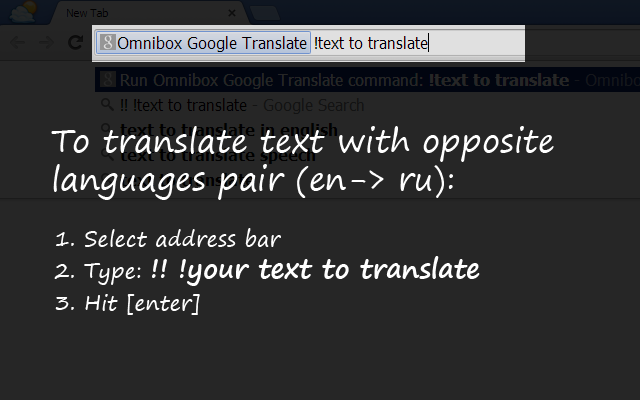 New Tab
Omnibox Google Translate !text to translate
Run Omnibox Google Translate command: !text to translate - Omnibo
!! !text to translate - Google Search
text to translate in english
text to translate speech
To translate text with opposite
languages pair (en-> ru):
1. Select address bar
2. Type: !! !your text to translate
3. Hit [enter]